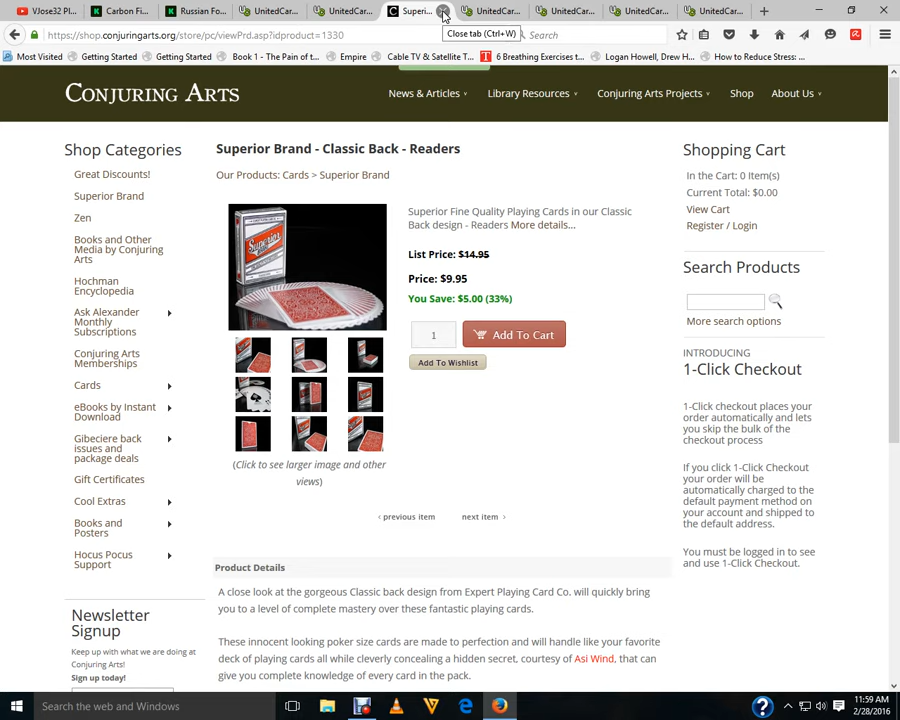 VJose32 Pl...
Carbon Fi...
Russian Fo...
UnitedCar...
UnitedCar...
Superi...
UnitedCar...
UnitedCar...
UnitedCar...
UnitedCar...
Close tab (Ctrl+W)
https://shop.conjuringarts.org/store/pc/viewPrd.asp?idproduct=1330
Search
Most Visited
Getting Started
Getting Started
Book 1 - The Pain of t...
Empire
Cable TV & Satellite T...
6 Breathing Exercises t...
Logan Howell, Drew H...
How to Reduce Stress: ...
Conjuring Arts
News & Articles
Library Resources
Conjuring Arts Projects
Shop
About Us
Shop Categories
Great Discounts!
Superior Brand
Zen
Books and Other
Media by Conjuring
Arts
Hochman
Encyclopedia
Ask Alexander
Monthly
Subscriptions
Conjuring Arts
Memberships
Cards
eBooks by Instant
Download
Gibeciere back
issues and
package deals
Gift Certificates
Cool Extras
Books and
Posters
Hocus Pocus
Support
Newsletter
Signup
Keep up with what we are doing at
Conjuring Arts!
Sign up today!
Superior Brand - Classic Back - Readers
Our Products: Cards > Superior Brand
Superior
Superior Fine Quality Playing Cards in our Classic
Back design - Readers More details...
List Price: $14.95
Price: $9.95
You Save: $5.00 (33%)
1
Add To Cart
Add To Wishlist
(Click to see larger image and other
views)
‹ previous item
next item ›
Product Details
A close look at the gorgeous Classic back design from Expert Playing Card Co. will quickly bring
you to a level of complete mastery over these fantastic playing cards.
These innocent looking poker size cards are made to perfection and will handle like your favorite
deck of playing cards all while cleverly concealing a hidden secret, courtesy of Asi Wind, that can
give you complete knowledge of every card in the pack.
Shopping Cart
In the Cart: 0 Item(s)
Current Total: $0.00
View Cart
Register / Login
Search Products
More search options
INTRODUCING
1-Click Checkout
1-Click checkout places your
order automatically and lets
you skip the bulk of the
checkout process
If you click 1-Click Checkout
your order will be
automatically charged to the
default payment method on
your account and shipped to
the default address.
You must be logged in to see
and use 1-Click Checkout.
Search the web and Windows
11:59 AM
2/28/2016